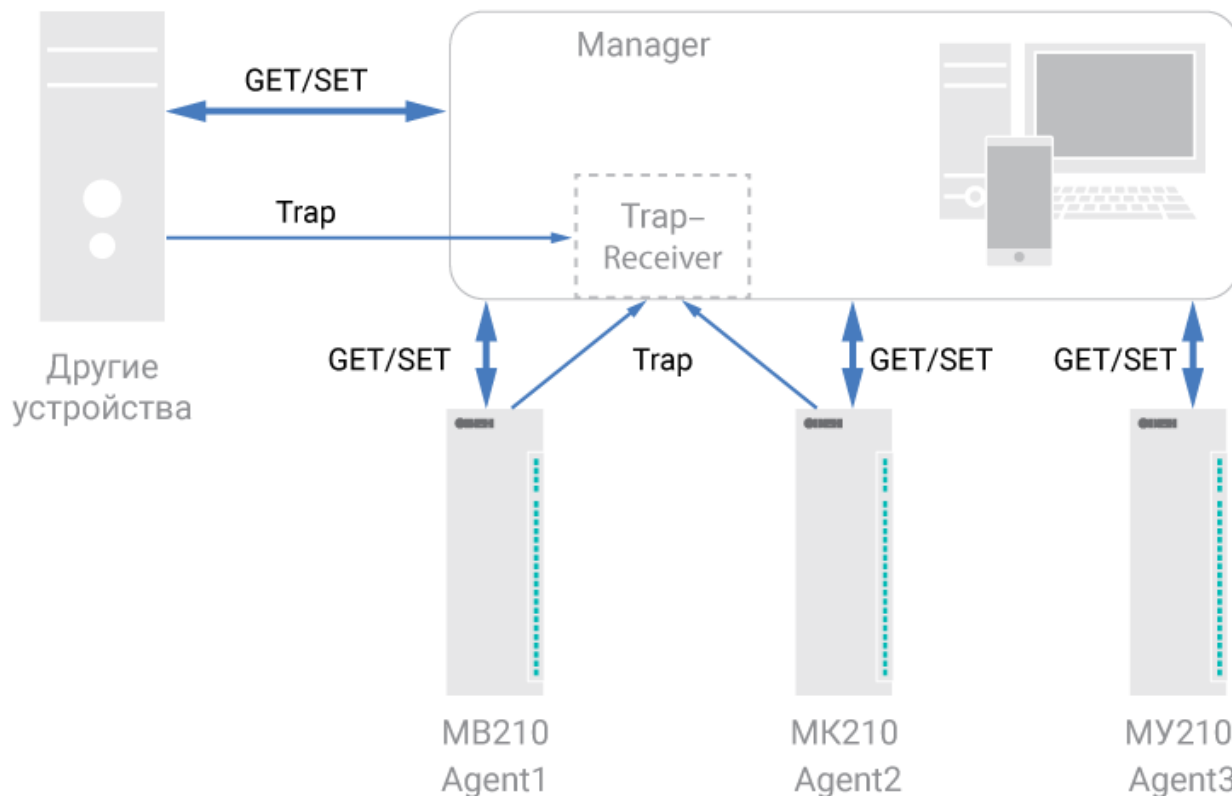 Manager
GET/SET
Trap
Trap–
Receiver
Другие
устройства
GET/SET
Trap
GET/SET
GET/SET
МВ210
Agent1
МК210
Agent2
МУ210
Agent3